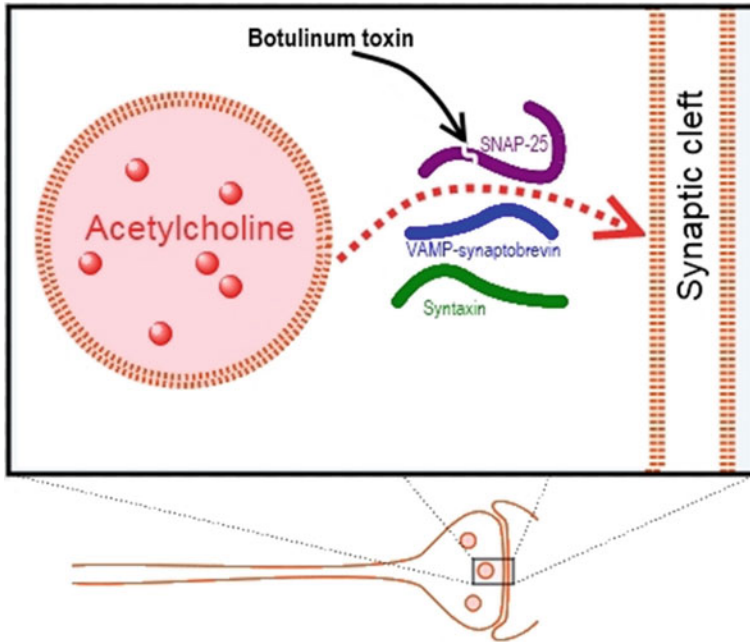 Botulinum toxin
SNAP-25
Acetylcholine
VAMP-synaptobrevin
Syntaxin
Synaptic cleft